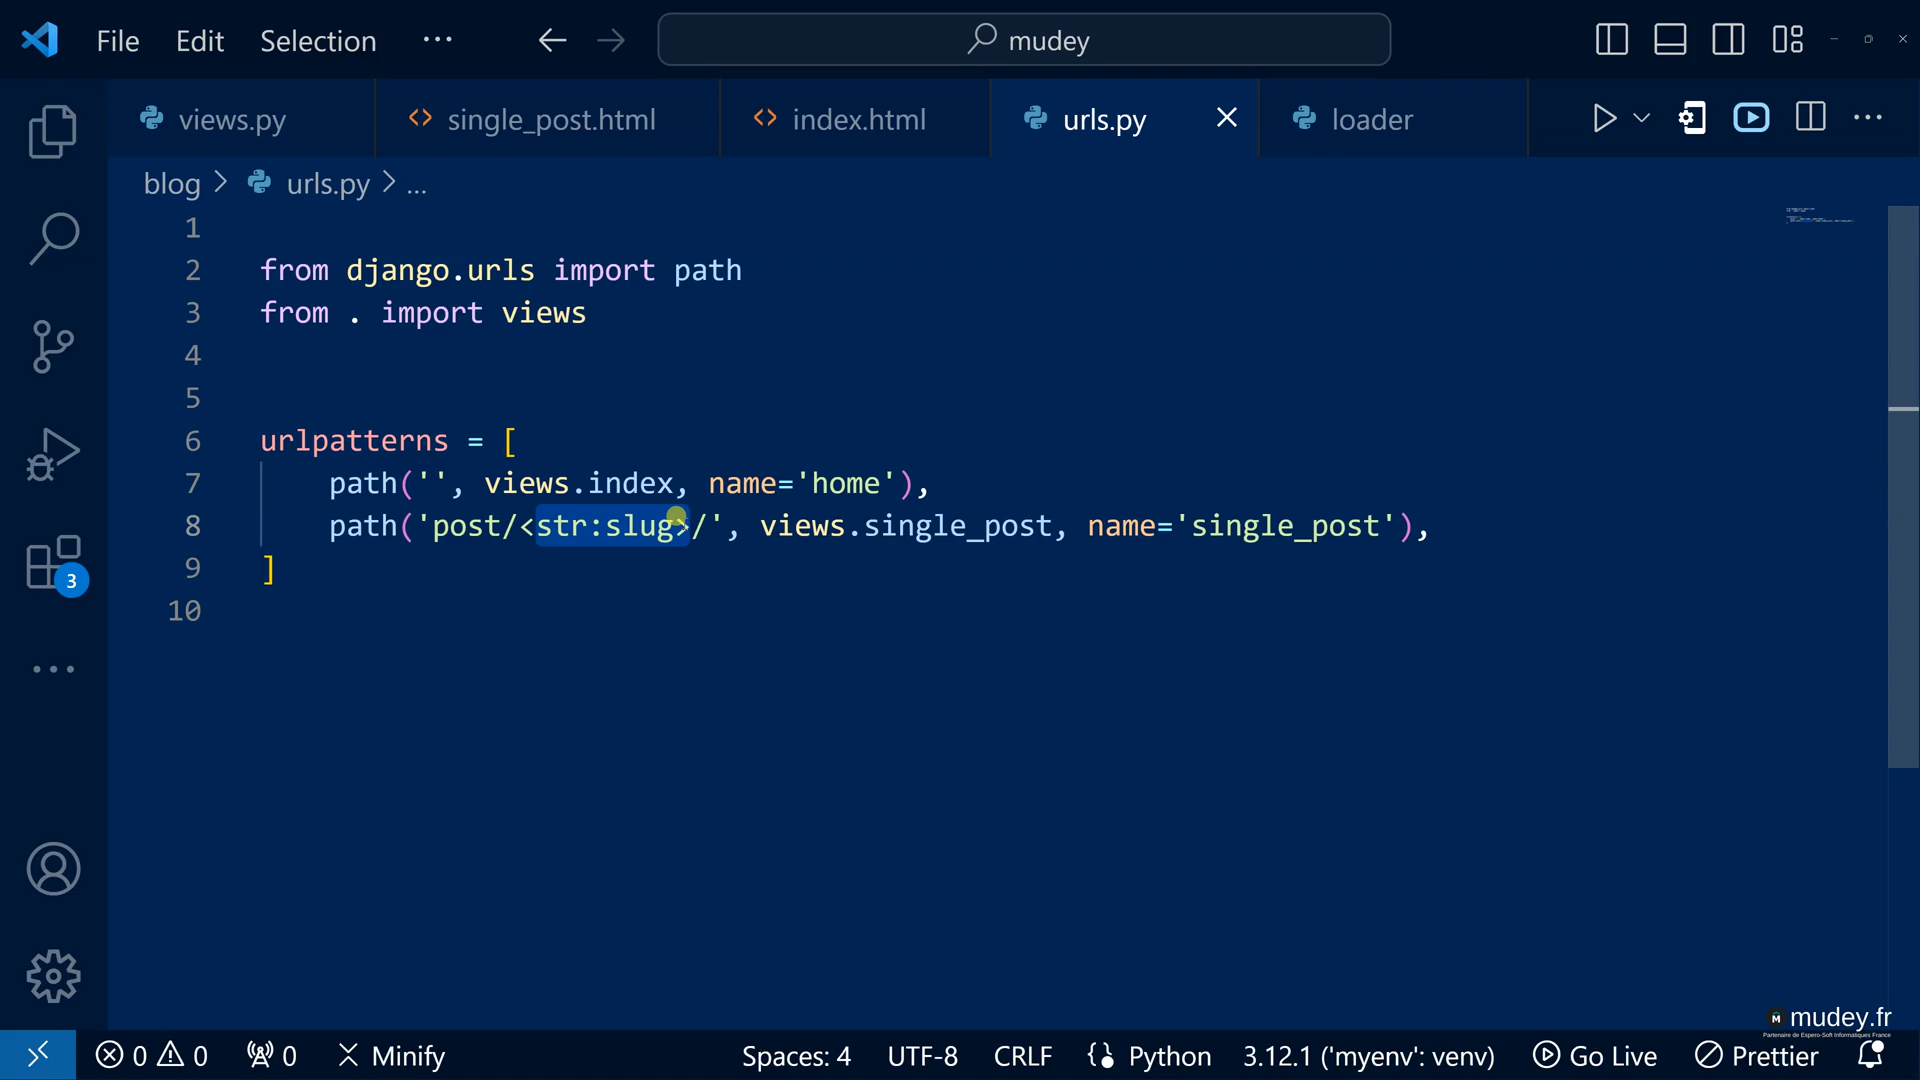 File Edit Selection ··· mudey
views.py single_post.html index.html urls.py loader
blog > urls.py > ...
1
2 from django.urls import path
3 from . import views
4
5
6 urlpatterns = [
7 path('', views.index, name='home'),
8 path('post/<str:slug>/', views.single_post, name='single_post'),
9 ]
10
3
mudey.fr
Partenaire de Espero-Soft Informatiques France
0 0 0 Minify Spaces: 4 UTF-8 CRLF Python 3.12.1 ('myenv': venv) Go Live Prettier